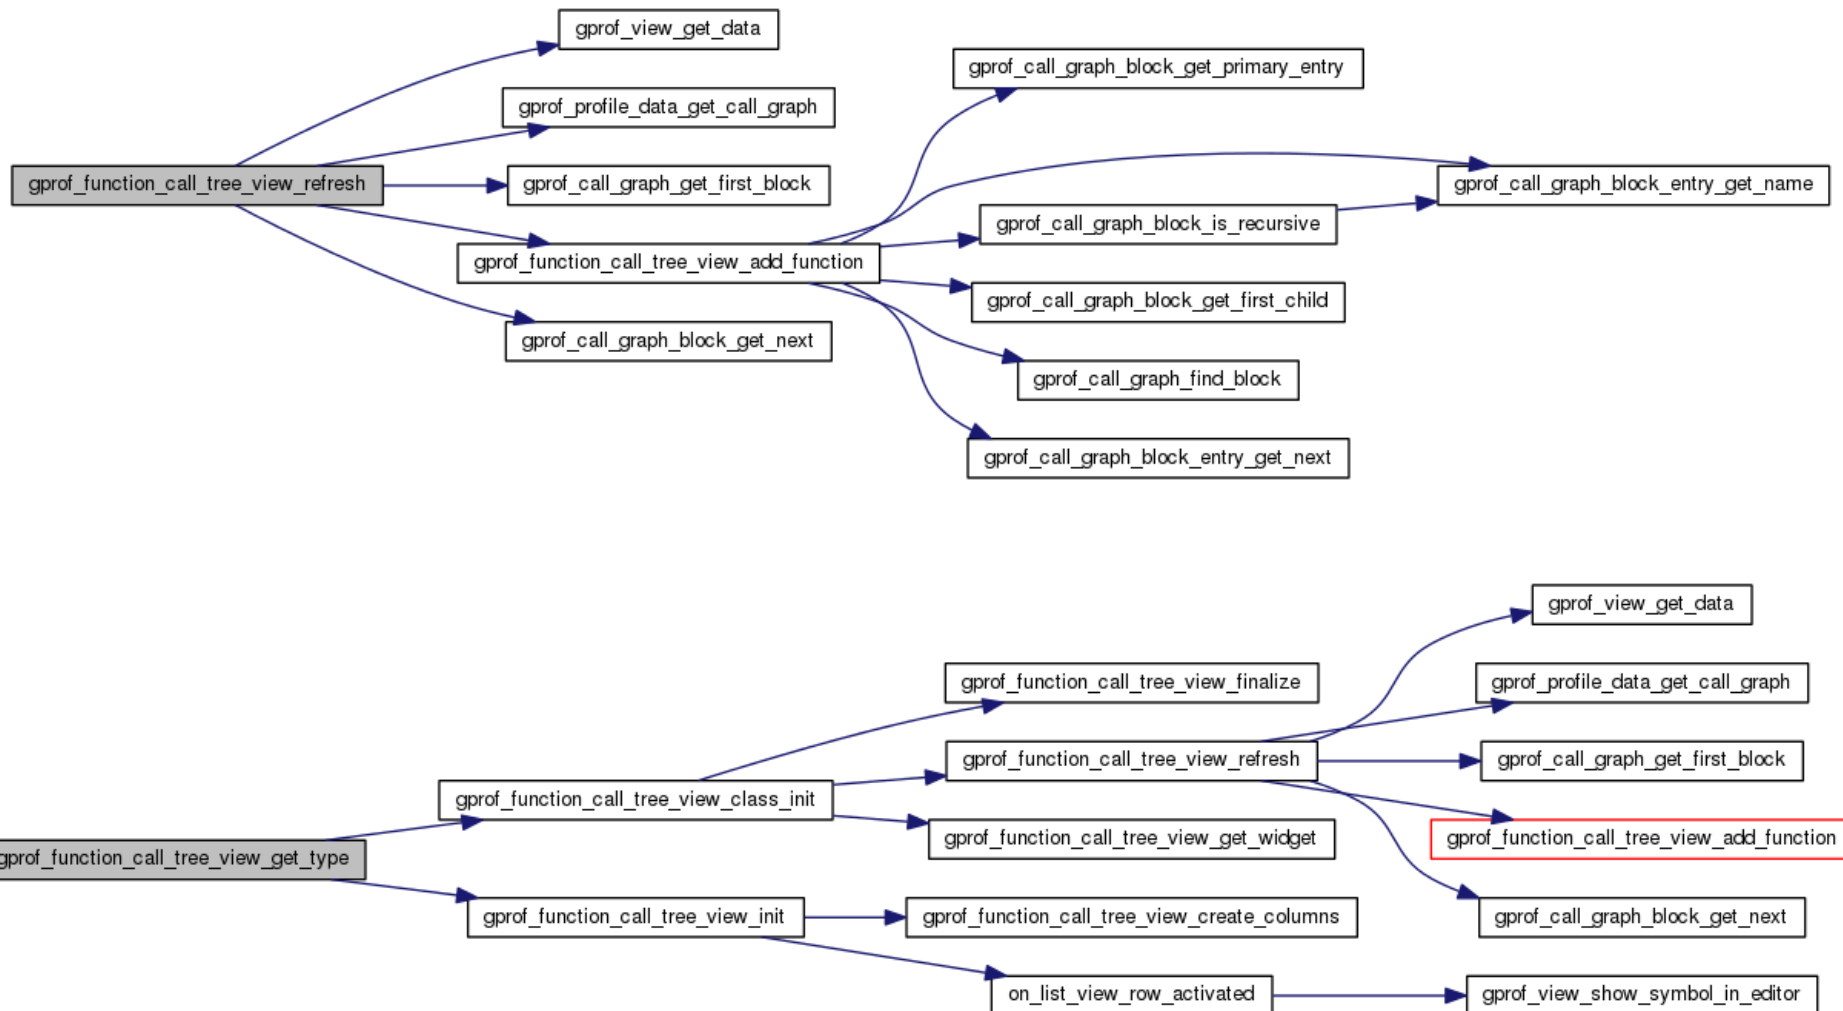 gprof_view_get_data
gprof_call_graph_block_get_primary_entry
gprof_profile_data_get_call_graph
gprof_function_call_tree_view_refresh
gprof_call_graph_get_first_block
gprof_call_graph_block_entry_get_name
gprof_call_graph_block_is_recursive
gprof_function_call_tree_view_add_function
gprof_call_graph_block_get_first_child
gprof_call_graph_block_get_next
gprof_call_graph_find_block
gprof_call_graph_block_entry_get_next
gprof_view_get_data
gprof_function_call_tree_view_finalize
gprof_profile_data_get_call_graph
gprof_function_call_tree_view_refresh
gprof_call_graph_get_first_block
gprof_function_call_tree_view_class_init
gprof_function_call_tree_view_get_widget
gprof_function_call_tree_view_add_function
gprof_function_call_tree_view_get_type
gprof_function_call_tree_view_init
gprof_function_call_tree_view_create_columns
gprof_call_graph_block_get_next
on_list_view_row_activated
gprof_view_show_symbol_in_editor